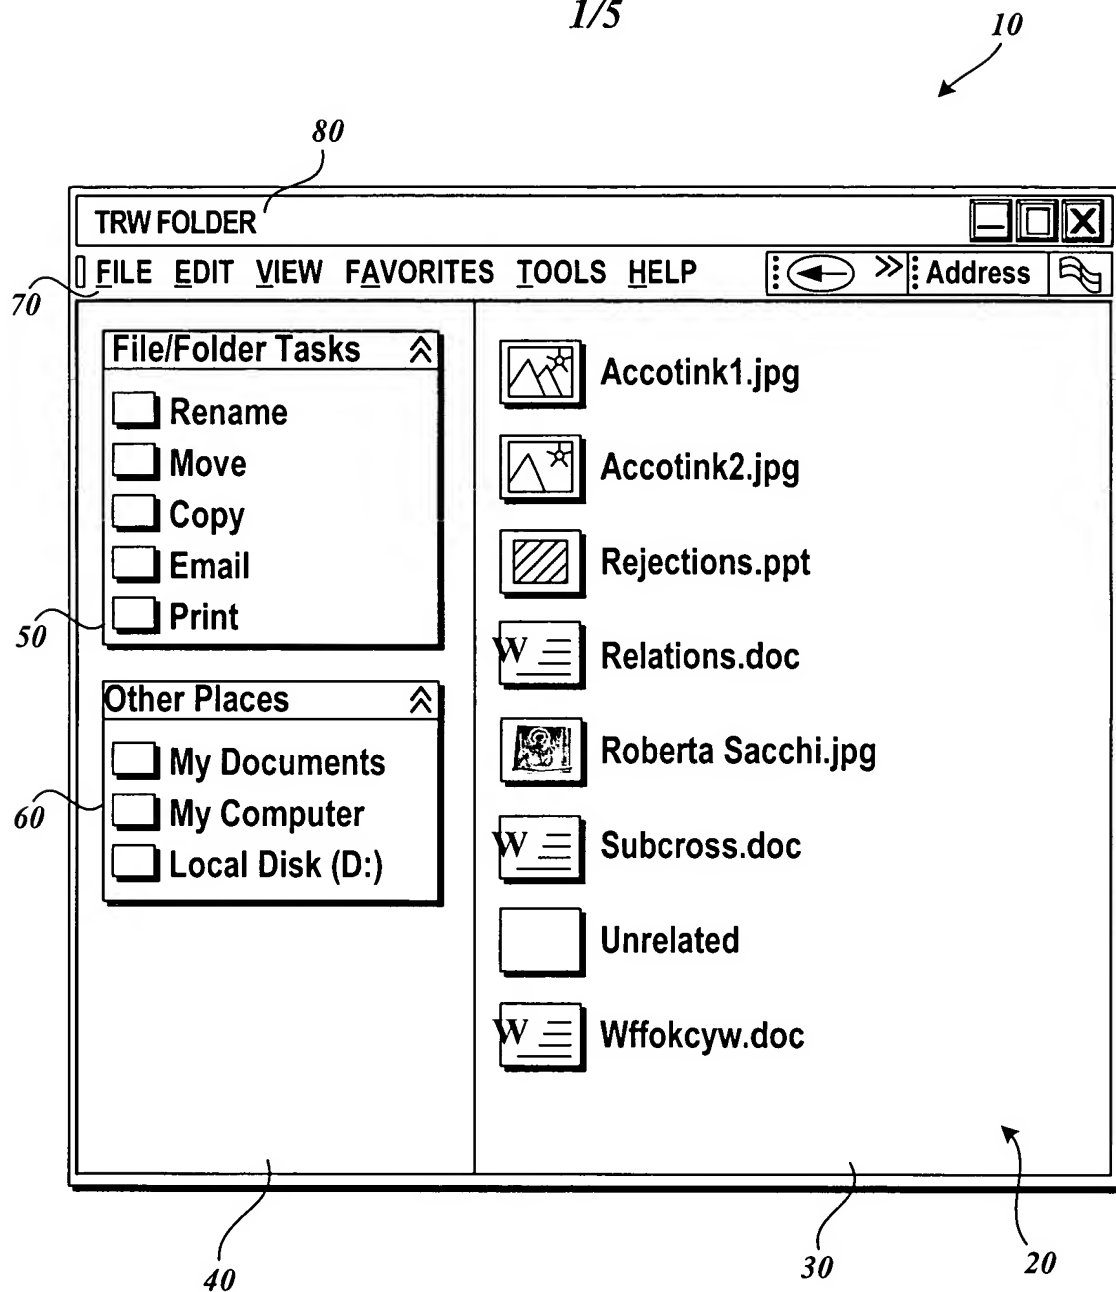 1/5
10
80
TRW FOLDER
FILE EDIT VIEW FAVORITES TOOLS HELP
Address
70
File/Folder Tasks
Rename
Move
Copy
Email
Print
50
Other Places
My Documents
My Computer
Local Disk (D:)
60
Accotink1.jpg
Accotink2.jpg
Rejections.ppt
W Relations.doc
Roberta Sacchi.jpg
W Subcross.doc
Unrelated
W Wffokcyw.doc
40
30
20